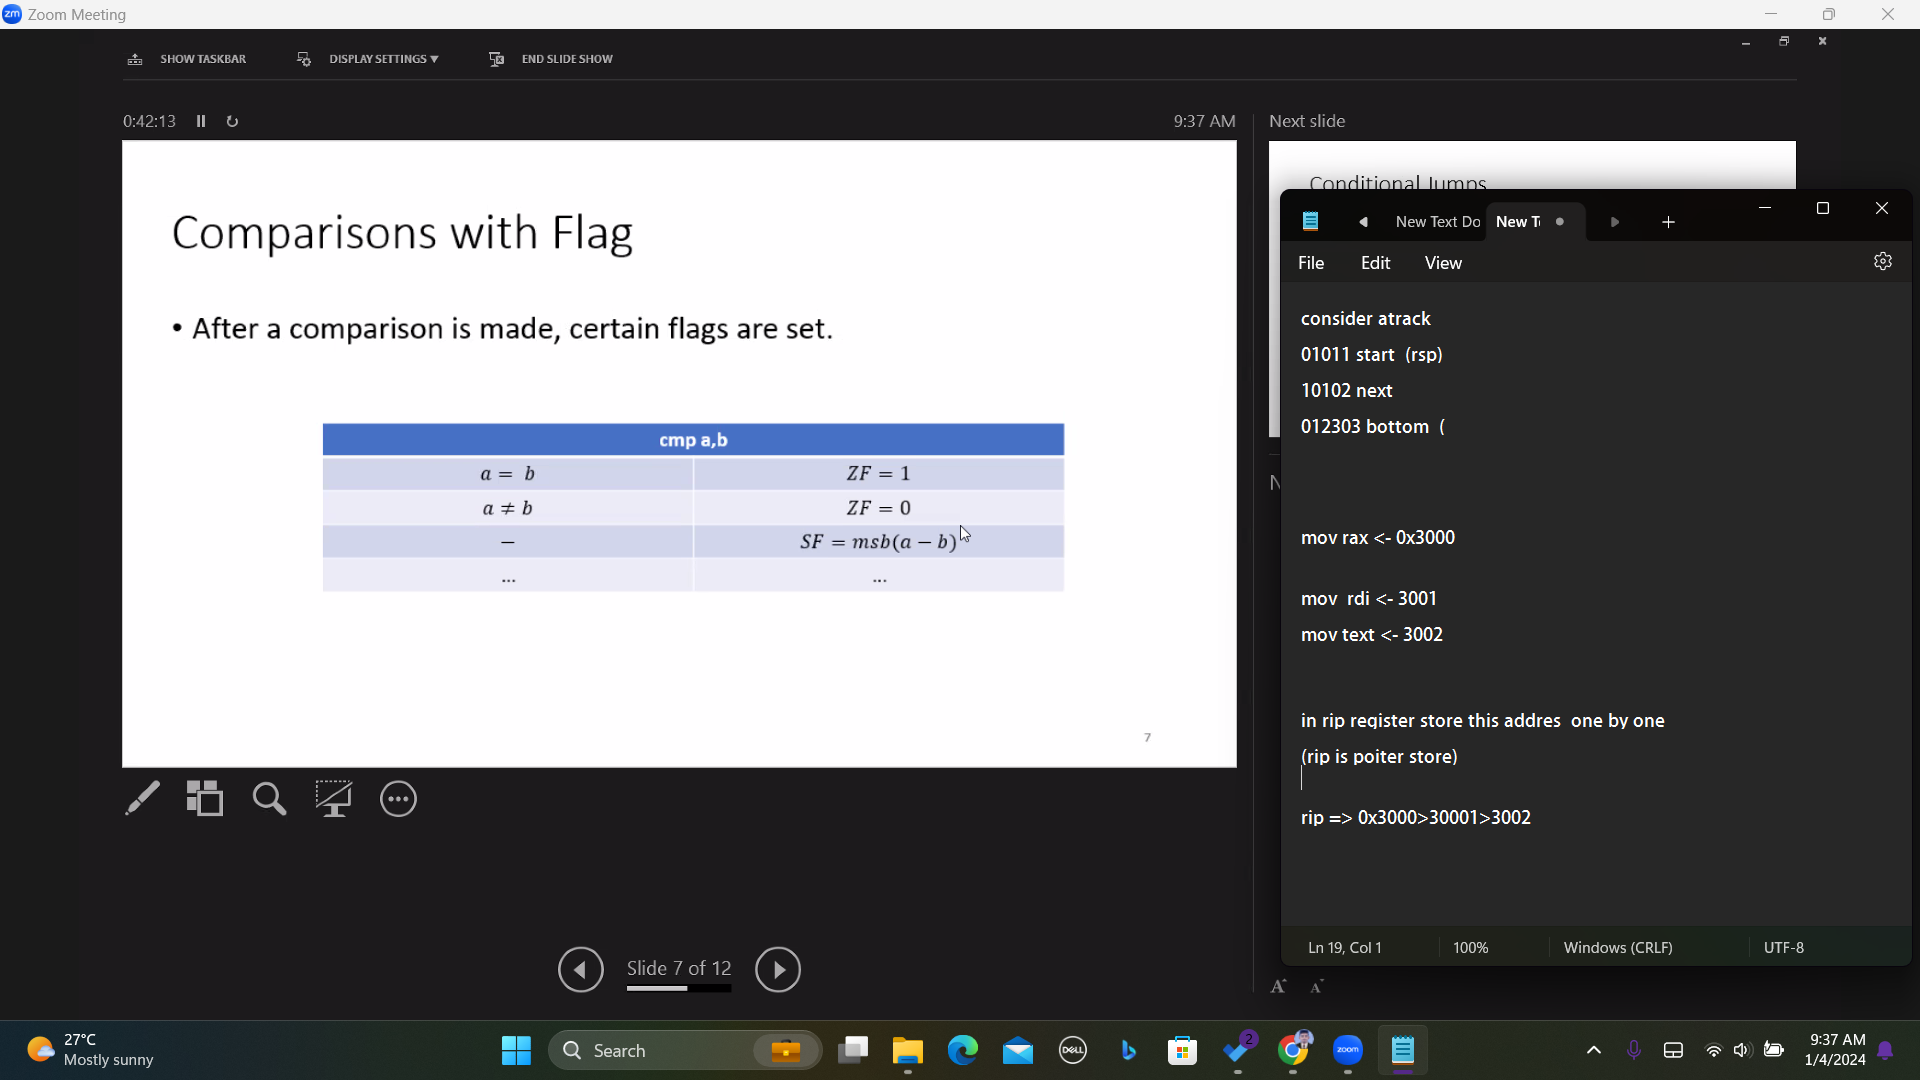 zm Zoom Meeting
SHOW TASKBAR DISPLAY SETTINGS ▼ END SLIDE SHOW
0:42:13 9:37 AM Next slide
Comparisons with Flag
• After a comparison is made, certain flags are set.
cmp a,b
a = b ZF = 1
a ≠ b ZF = 0
– SF = msb(a − b)
... ...
7
Slide 7 of 12
Conditional Jumps
N
A A
New Text Do New T
File Edit View
consider atrack
01011 start (rsp)
10102 next
012303 bottom (
mov rax <- 0x3000
mov rdi <- 3001
mov text <- 3002
in rip register store this addres one by one
(rip is poiter store)
rip => 0x3000>30001>3002
Ln 19, Col 1 100% Windows (CRLF) UTF-8
27°C
Mostly sunny
Search
DELL
2
zoom
9:37 AM
1/4/2024